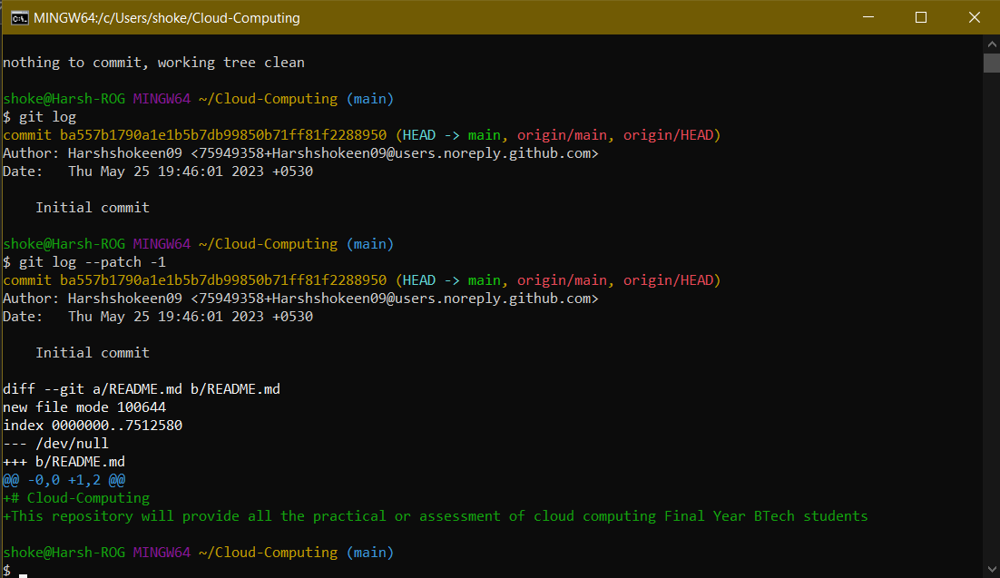 MINGW64:/c/Users/shoke/Cloud-Computing
nothing to commit, working tree clean
shoke@Harsh-ROG MINGW64 ~/Cloud-Computing (main)
$ git log
commit ba557b1790a1e1b5b7db99850b71ff81f2288950 (HEAD -> main, origin/main, origin/HEAD)
Author: Harshshokeen09 <75949358+Harshshokeen09@users.noreply.github.com>
Date:   Thu May 25 19:46:01 2023 +0530
    Initial commit
shoke@Harsh-ROG MINGW64 ~/Cloud-Computing (main)
$ git log --patch -1
commit ba557b1790a1e1b5b7db99850b71ff81f2288950 (HEAD -> main, origin/main, origin/HEAD)
Author: Harshshokeen09 <75949358+Harshshokeen09@users.noreply.github.com>
Date:   Thu May 25 19:46:01 2023 +0530
    Initial commit
diff --git a/README.md b/README.md
new file mode 100644
index 0000000..7512580
--- /dev/null
+++ b/README.md
@@ -0,0 +1,2 @@
+# Cloud-Computing
+This repository will provide all the practical or assessment of cloud computing Final Year BTech students
shoke@Harsh-ROG MINGW64 ~/Cloud-Computing (main)
$